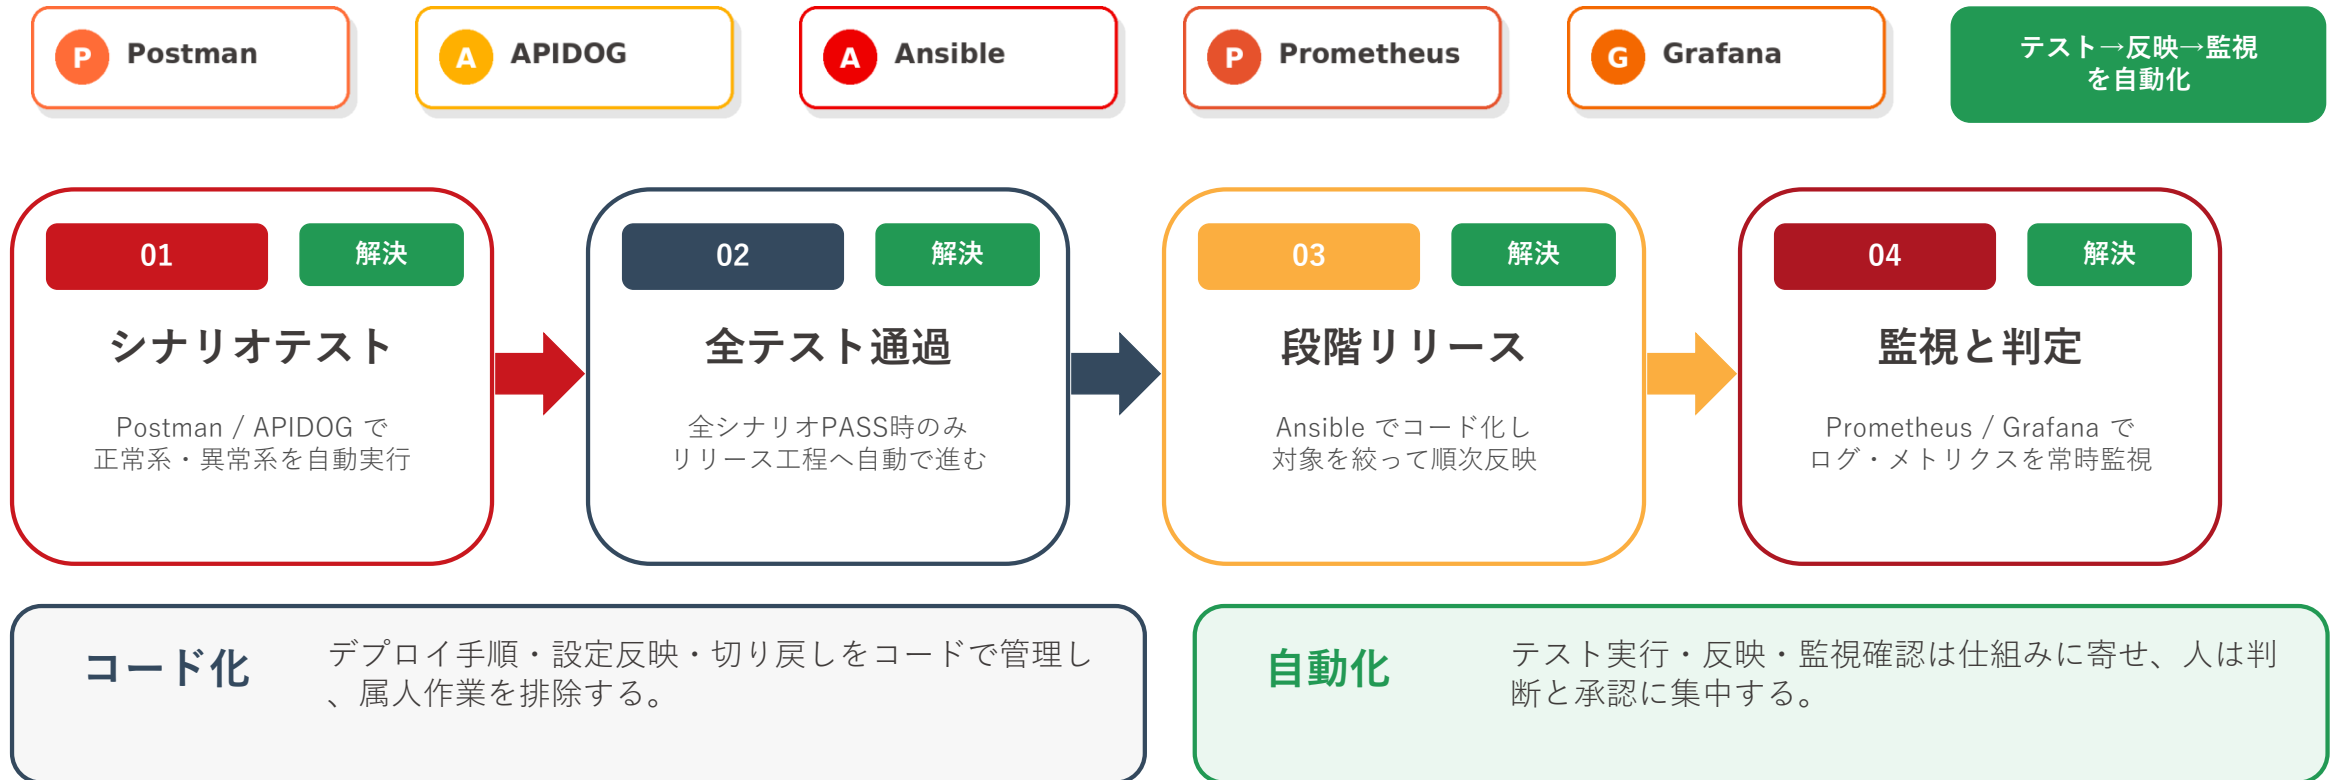 P Postman
A APIDOG
A Ansible
P Prometheus
G Grafana
テスト→反映→監視
を自動化
01
解決
シナリオテスト
Postman / APIDOG で
正常系・異常系を自動実行
02
解決
全テスト通過
全シナリオPASS時のみ
リリース工程へ自動で進む
03
解決
段階リリース
Ansible でコード化し
対象を絞って順次反映
04
解決
監視と判定
Prometheus / Grafana で
ログ・メトリクスを常時監視
コード化
デプロイ手順・設定反映・切り戻しをコードで管理し
、属人作業を排除する。
自動化
テスト実行・反映・監視確認は仕組みに寄せ、人は判
断と承認に集中する。